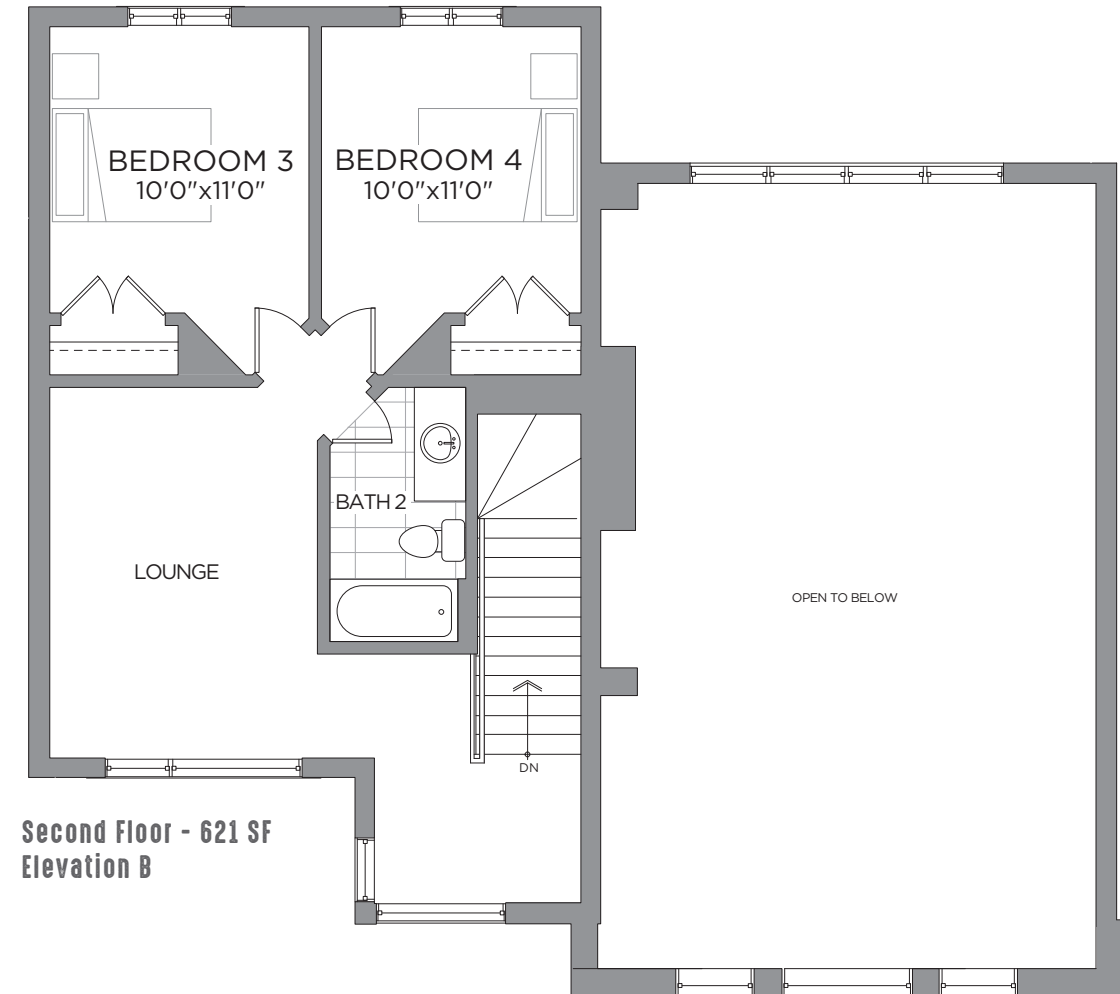 BEDROOM 3
10'0"x11'0"
BEDROOM 4
10'0"x11'0"
BATH 2
LOUNGE
OPEN TO BELOW
DN
Second Floor - 621 SF
Elevation B